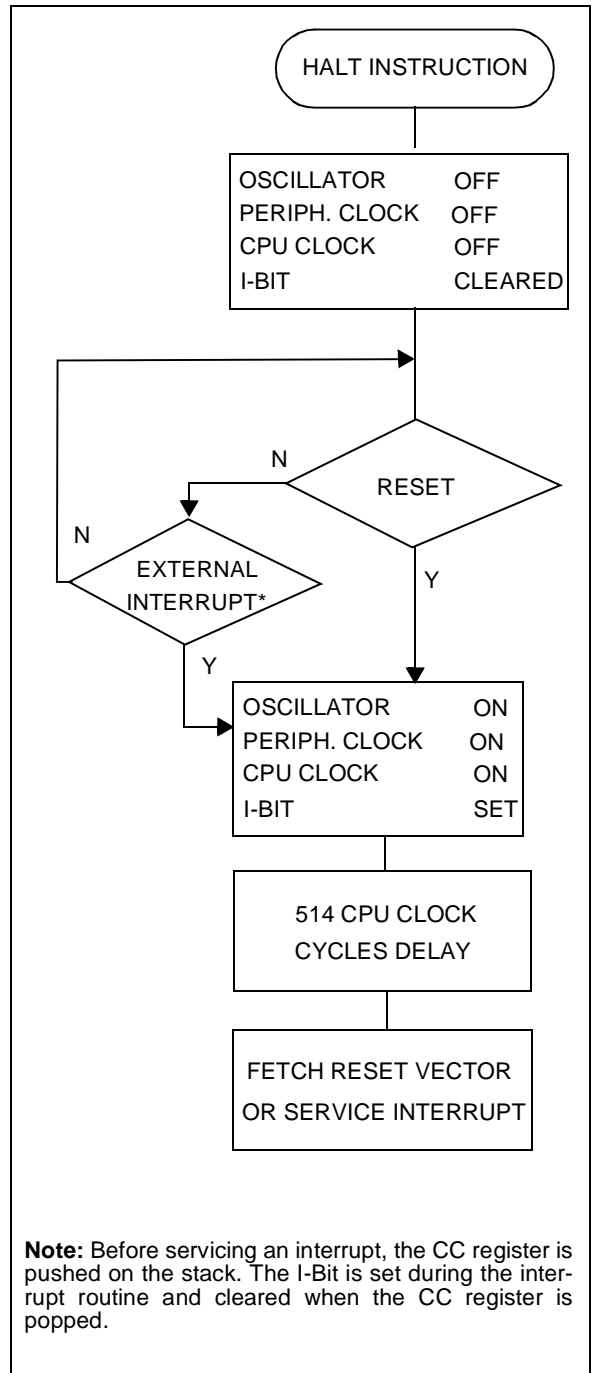 HALT INSTRUCTION
OSCILLATOR OFF
PERIPH. CLOCK OFF
CPU CLOCK OFF
I-BIT CLEARED
N
RESET
N
EXTERNAL
INTERRUPT*
Y
Y
OSCILLATOR ON
PERIPH. CLOCK ON
CPU CLOCK ON
I-BIT SET
514 CPU CLOCK
CYCLES DELAY
FETCH RESET VECTOR
OR SERVICE INTERRUPT
Note: Before servicing an interrupt, the CC register is
pushed on the stack. The I-Bit is set during the inter-
rupt routine and cleared when the CC register is
popped.